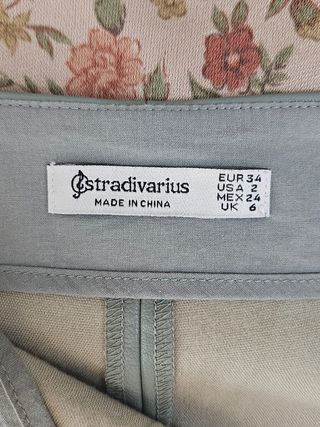 stradivarius
MADE IN CHINA
EUR 34
USA 2
MEX 24
UK 6